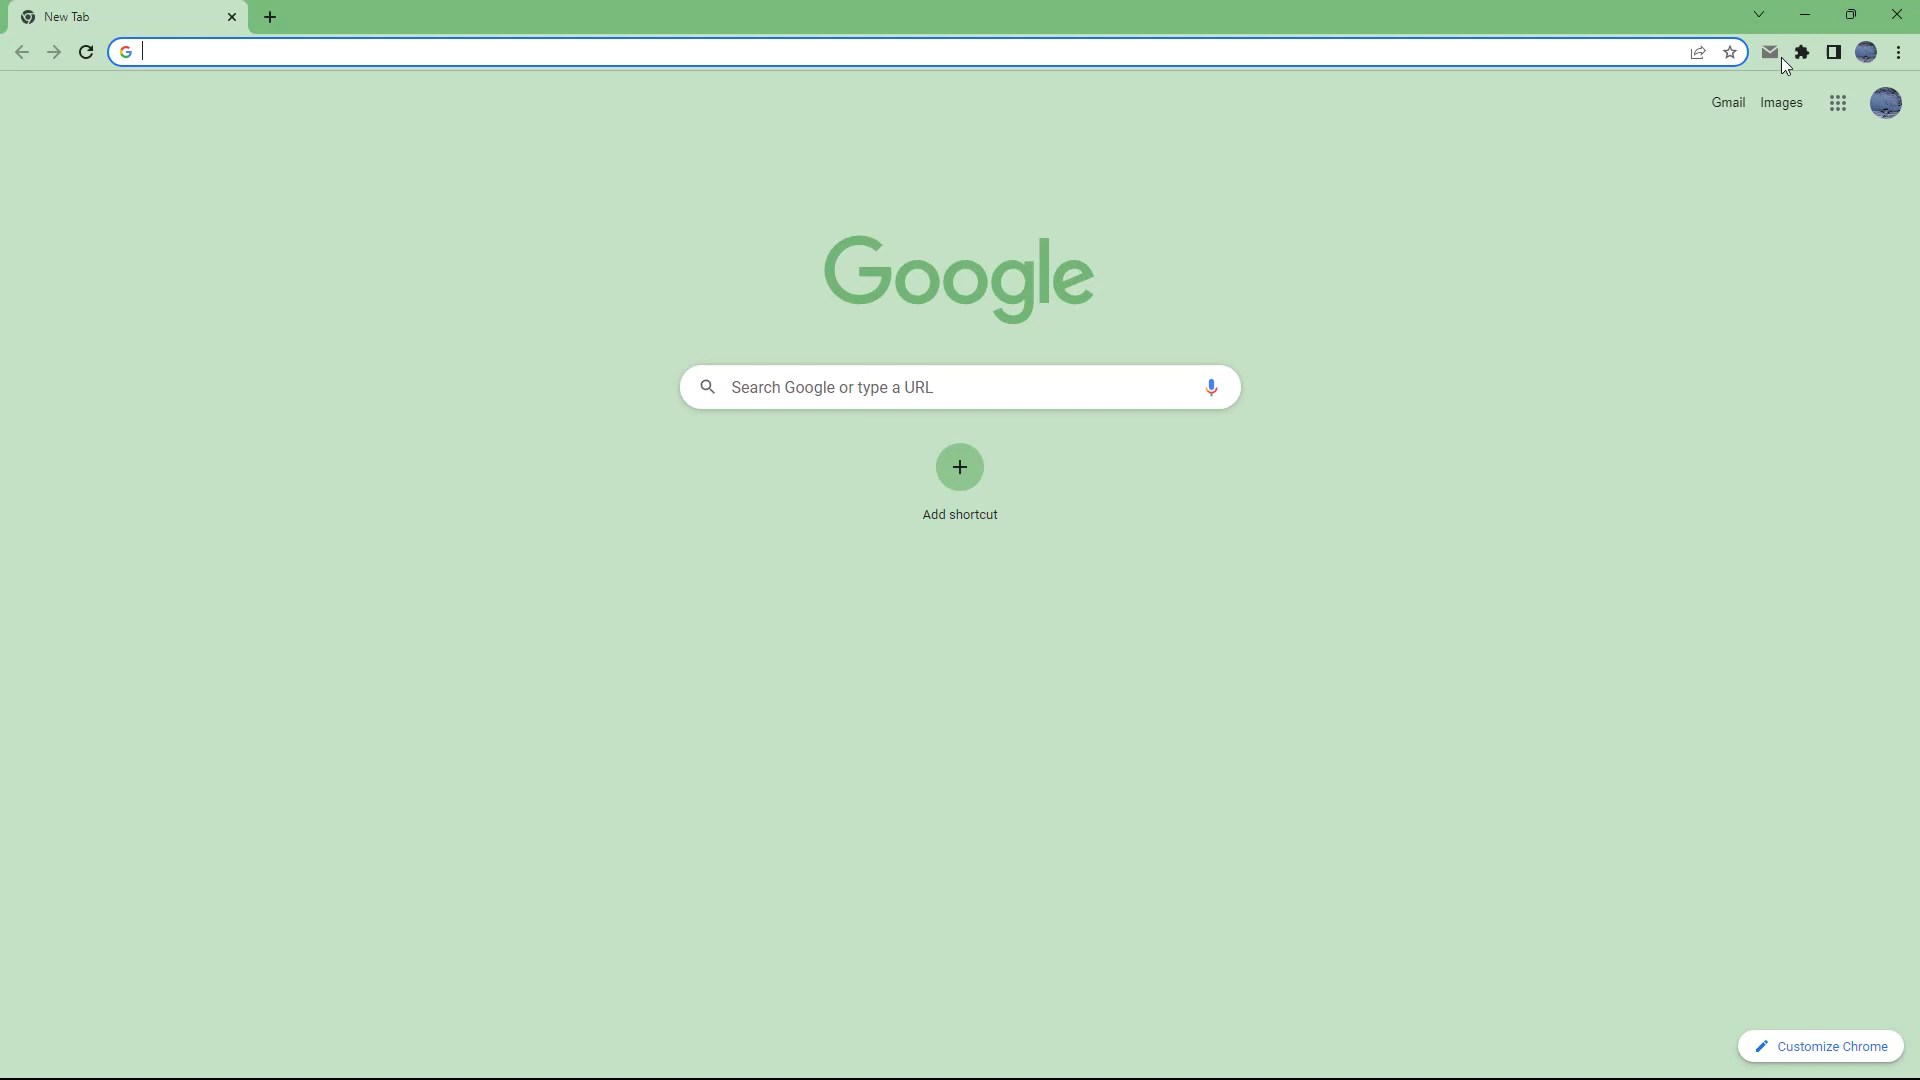 New Tab
Gmail Images
Google
Search Google or type a URL
Add shortcut
Customize Chrome